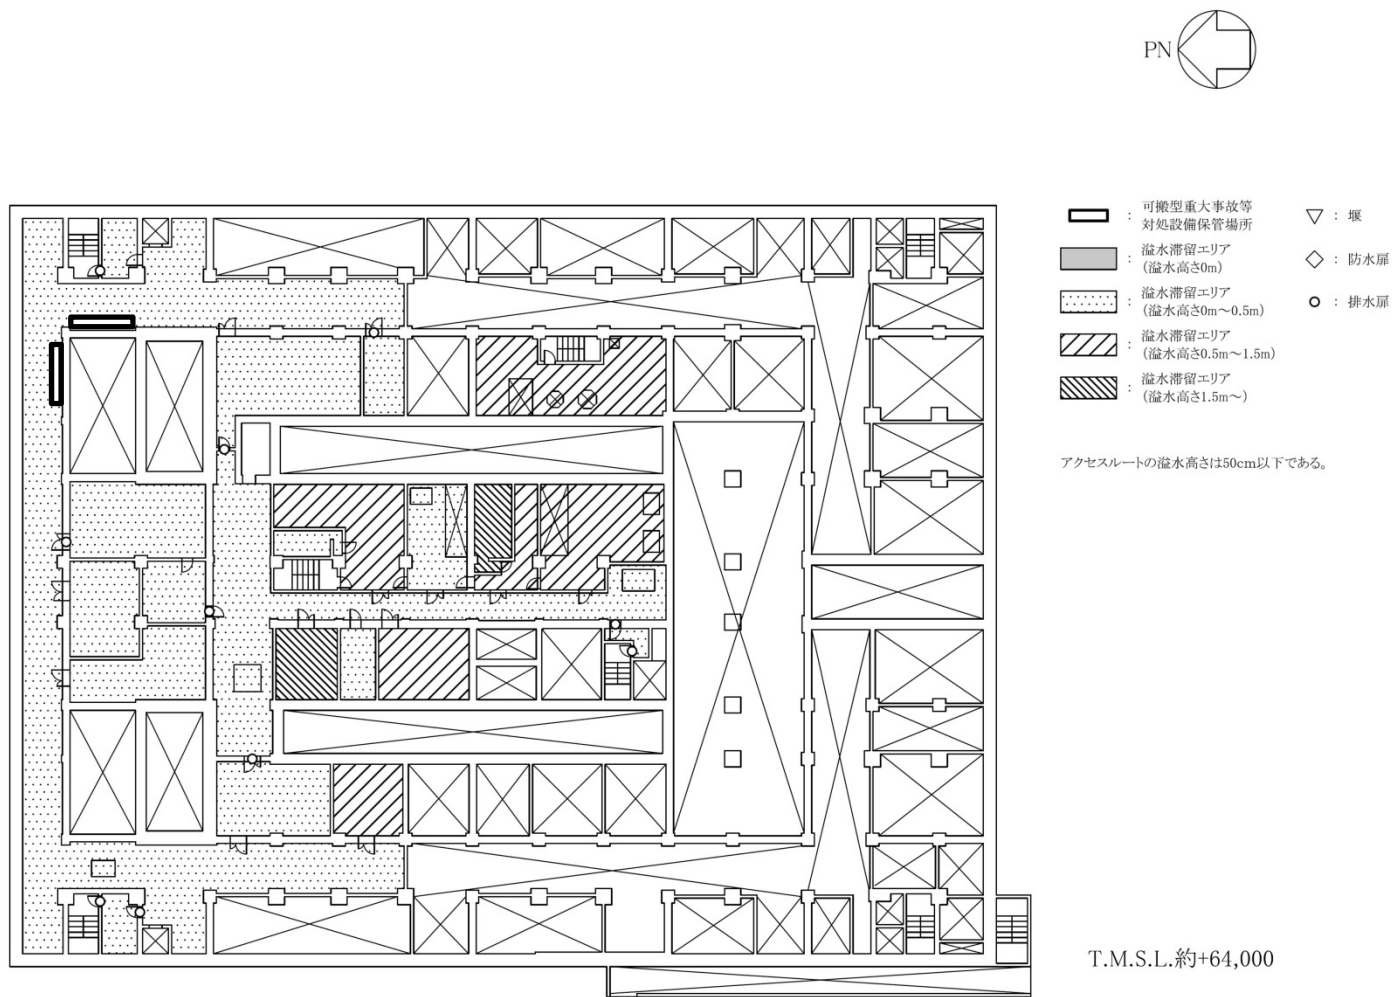 PN
： 可搬型重大事故等
対処設備保管場所
： 溢水滞留エリア
(溢水高さ0m)
： 溢水滞留エリア
(溢水高さ0m～0.5m)
： 溢水滞留エリア
(溢水高さ0.5m～1.5m)
： 溢水滞留エリア
(溢水高さ1.5m～)
： 堰
： 防水扉
： 排水扉
アクセスルートの溢水高さは50cm以下である。
T.M.S.L.約+64,000